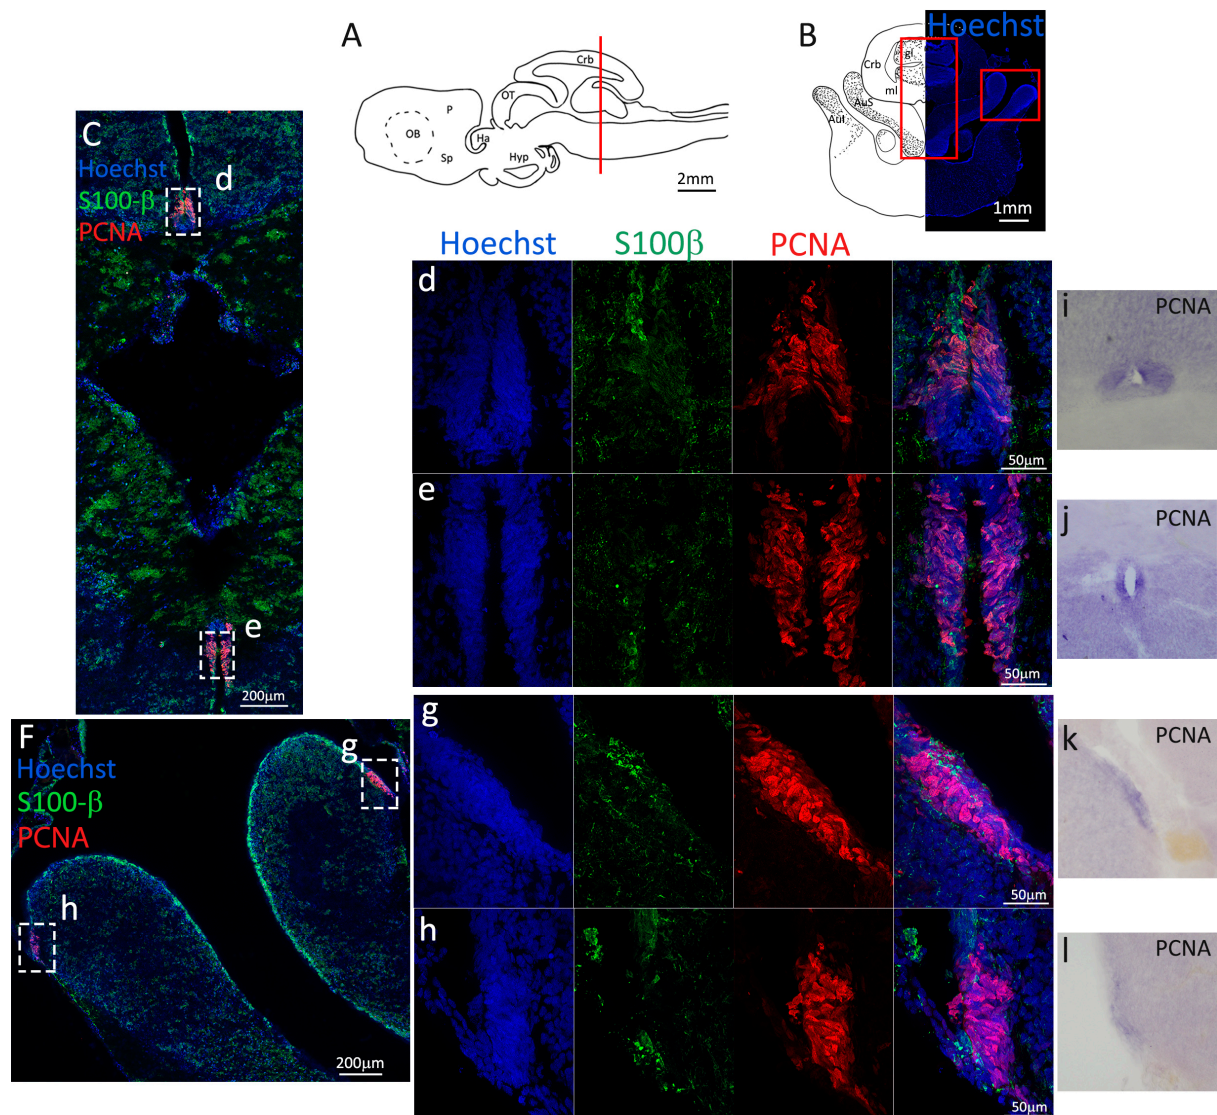 A
Crb
OT
P
OB
Ha
Sp
Hyp
2mm
B
Hoechst
gl
Crb
ml
AuS
AuI
1mm
C
Hoechst
S100-β
PCNA
d
e
200µm
Hoechst
S100β
PCNA
d
50µm
e
50µm
F
Hoechst
S100-β
PCNA
g
h
200µm
g
50µm
h
50µm
i
PCNA
j
PCNA
k
PCNA
l
PCNA